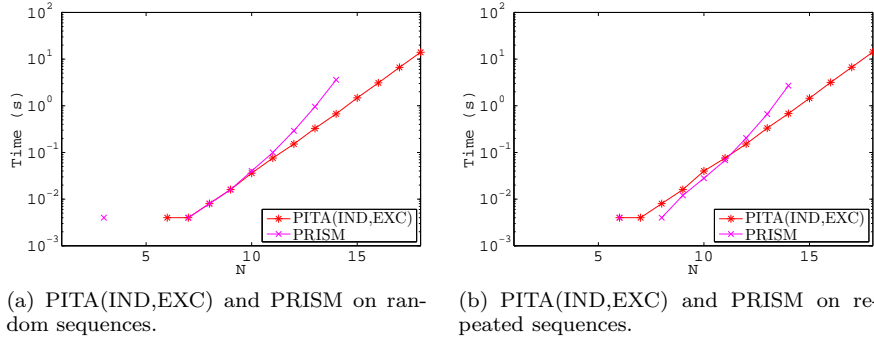 10^2
10^1
10^0
10^-1
10^-2
10^-3
Time (s)
5
10
15
N
PITA(IND,EXC)
PRISM
(a) PITA(IND,EXC) and PRISM on ran-
dom sequences.
10^2
10^1
10^0
10^-1
10^-2
10^-3
Time (s)
5
10
15
N
PITA(IND,EXC)
PRISM
(b) PITA(IND,EXC) and PRISM on re-
peated sequences.